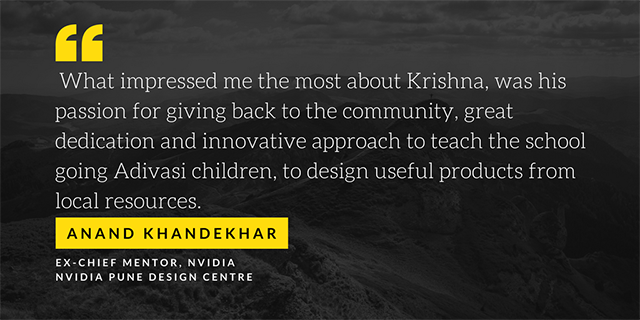 What impressed me the most about Krishna, was his
passion for giving back to the community, great
dedication and innovative approach to teach the school
going Adivasi children, to design useful products from
local resources.
ANAND KHANDEKHAR
EX-CHIEF MENTOR, NVIDIA
NVIDIA PUNE DESIGN CENTRE